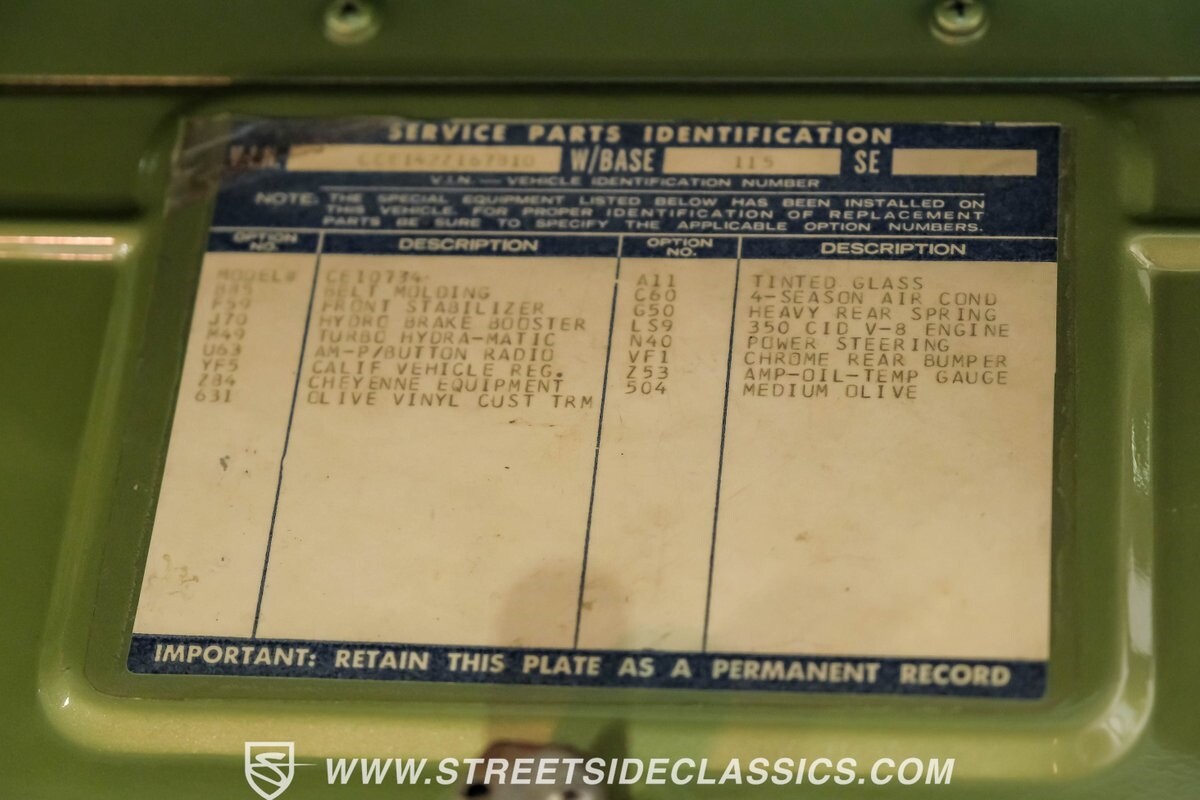 SERVICE PARTS IDENTIFICATION
V.I.N. W/BASE 115 SE
V.I.N. — VEHICLE IDENTIFICATION NUMBER
NOTE: THE SPECIAL EQUIPMENT LISTED BELOW HAS BEEN INSTALLED ON
THIS VEHICLE. FOR PROPER IDENTIFICATION OF REPLACEMENT
PARTS BE SURE TO SPECIFY THE APPLICABLE OPTION NUMBERS.
OPTION NO. DESCRIPTION OPTION NO. DESCRIPTION
MODEL# CE10734 A11 TINTED GLASS
B85 BELT MOLDING C60 4-SEASON AIR COND
F59 FRONT STABILIZER G50 HEAVY REAR SPRING
J70 HYDRO BRAKE BOOSTER LS9 350 CID V-8 ENGINE
M49 TURBO HYDRA-MATIC N40 POWER STEERING
U63 AM-P/BUTTON RADIO VF1 CHROME REAR BUMPER
YF5 CALIF VEHICLE REG. Z53 AMP-OIL-TEMP GAUGE
Z84 CHEYENNE EQUIPMENT 504 MEDIUM OLIVE
631 OLIVE VINYL CUST TRM
IMPORTANT: RETAIN THIS PLATE AS A PERMANENT RECORD
WWW.STREETSIDECLASSICS.COM